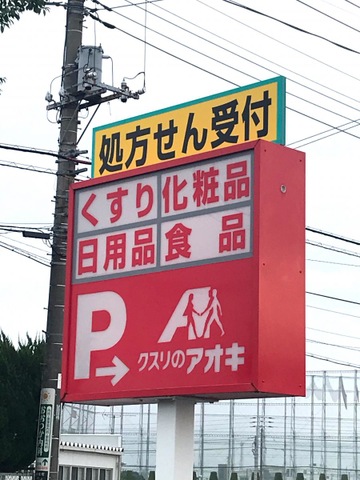 処方せん受付
くすり 化粧品
日用品 食品
P→
クスリのアオキ